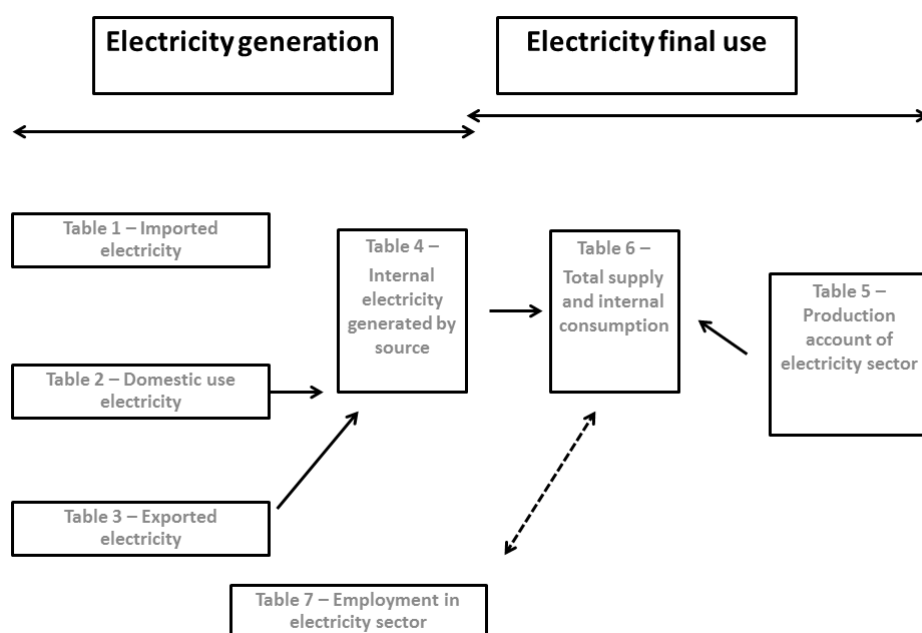 Electricity generation
Electricity final use
Table 1 – Imported
electricity
Table 4 –
Internal
electricity
generated by
source
Table 6 –
Total supply
and internal
consumption
Table 5 –
Production
account of
electricity sector
Table 2 – Domestic use
electricity
Table 3 – Exported
electricity
Table 7 – Employment in
electricity sector